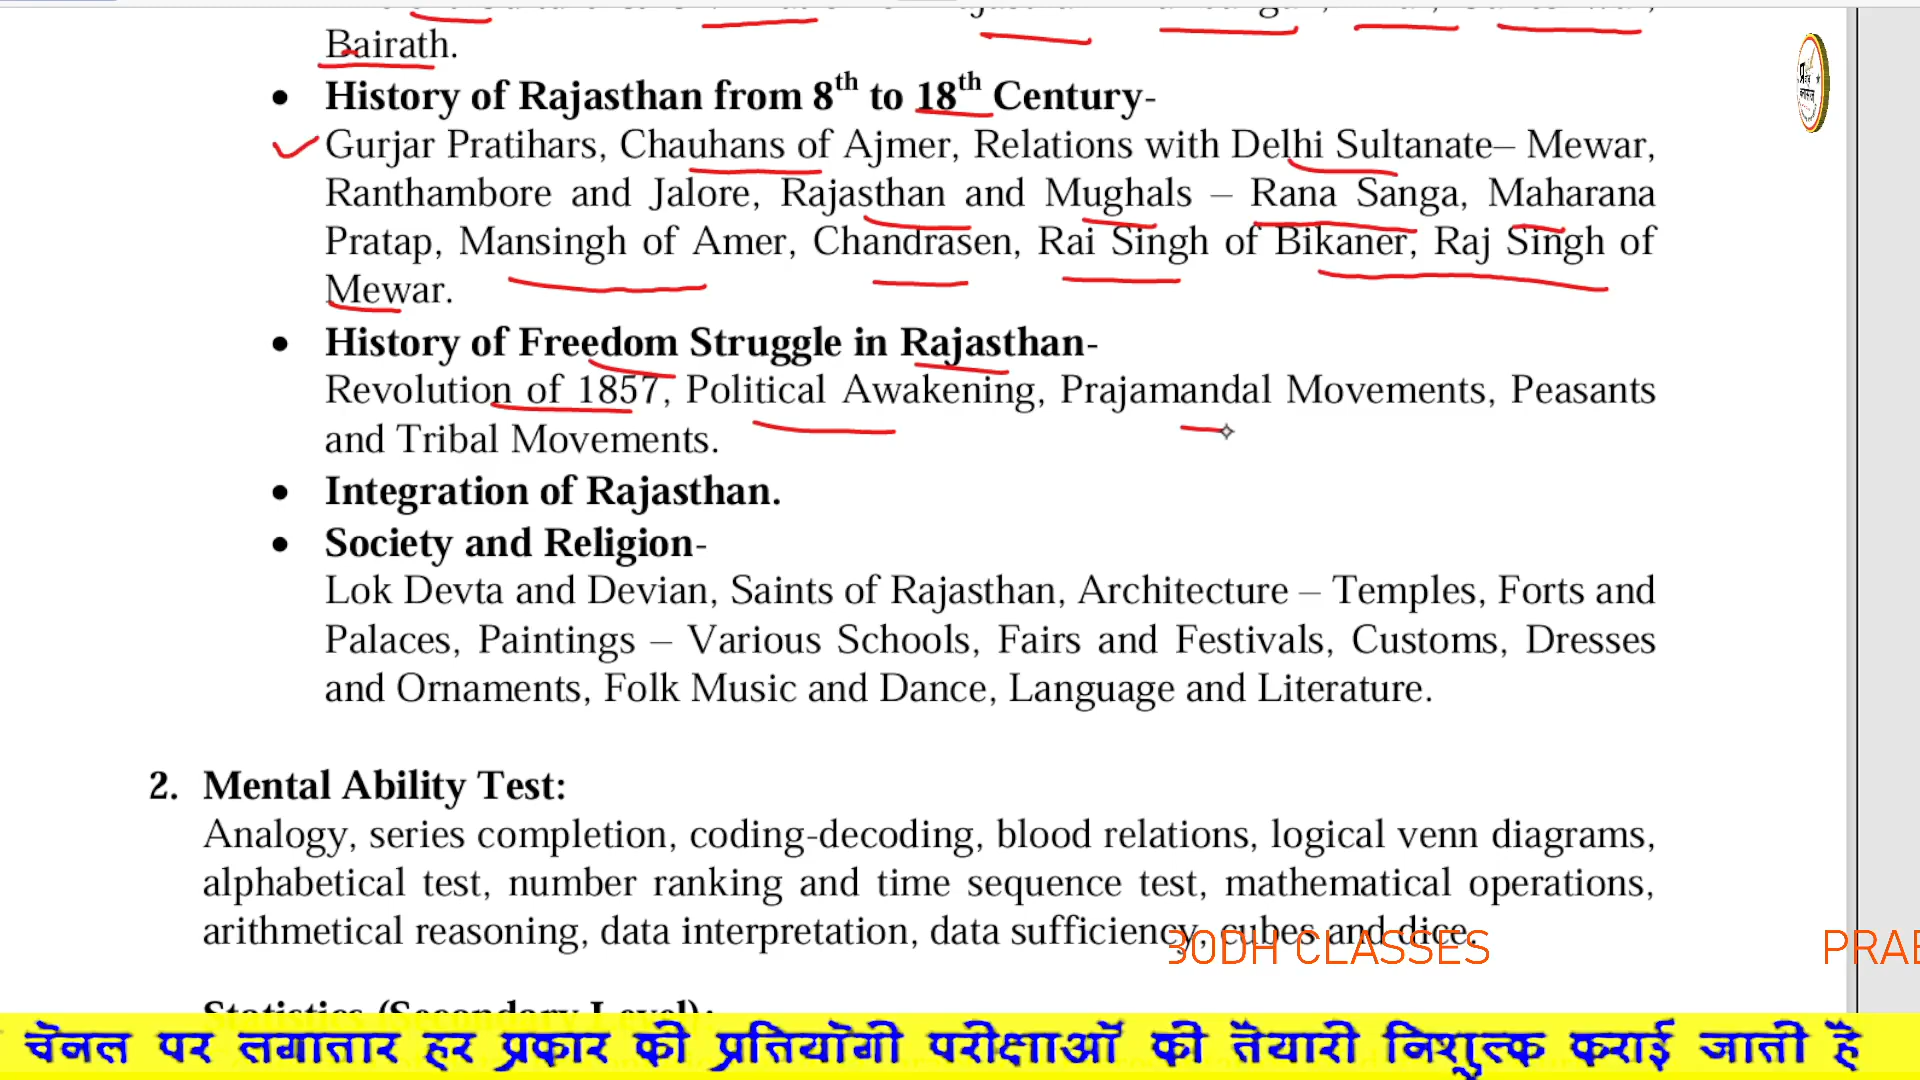 Bairath.
• History of Rajasthan from 8th to 18th Century-
Gurjar Pratihars, Chauhans of Ajmer, Relations with Delhi Sultanate– Mewar,
Ranthambore and Jalore, Rajasthan and Mughals – Rana Sanga, Maharana
Pratap, Mansingh of Amer, Chandrasen, Rai Singh of Bikaner, Raj Singh of
Mewar.
• History of Freedom Struggle in Rajasthan-
Revolution of 1857, Political Awakening, Prajamandal Movements, Peasants
and Tribal Movements.
• Integration of Rajasthan.
• Society and Religion-
Lok Devta and Devian, Saints of Rajasthan, Architecture – Temples, Forts and
Palaces, Paintings – Various Schools, Fairs and Festivals, Customs, Dresses
and Ornaments, Folk Music and Dance, Language and Literature.
2. Mental Ability Test:
Analogy, series completion, coding-decoding, blood relations, logical venn diagrams,
alphabetical test, number ranking and time sequence test, mathematical operations,
arithmetical reasoning, data interpretation, data sufficiency, cubes and dice.
BODH CLASSES PRAB
Statistics (Secondary Level):
चेनल पर लगातार हर प्रकार की प्रतियोगी परीक्षाओं की तैयारी निशुल्क कराई जाती है